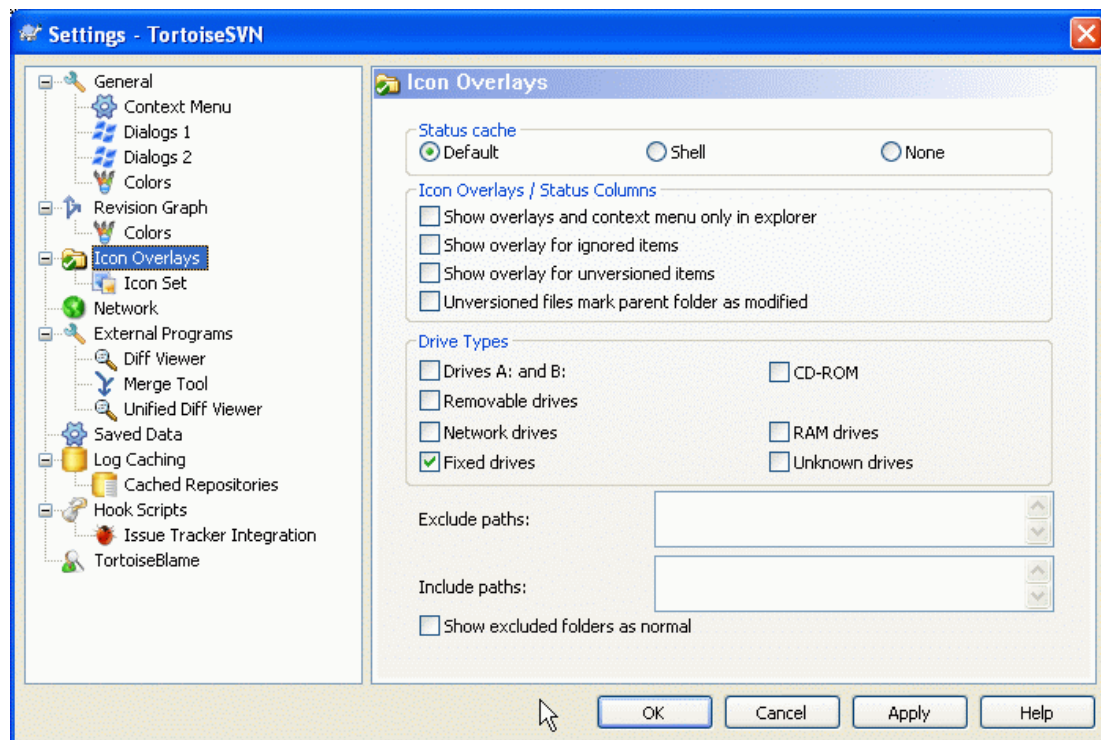 Settings - TortoiseSVN
General
Context Menu
Dialogs 1
Dialogs 2
Colors
Revision Graph
Colors
Icon Overlays
Icon Set
Network
External Programs
Diff Viewer
Merge Tool
Unified Diff Viewer
Saved Data
Log Caching
Cached Repositories
Hook Scripts
Issue Tracker Integration
TortoiseBlame
Icon Overlays
Status cache
Default Shell None
Icon Overlays / Status Columns
Show overlays and context menu only in explorer
Show overlay for ignored items
Show overlay for unversioned items
Unversioned files mark parent folder as modified
Drive Types
Drives A: and B: CD-ROM
Removable drives
Network drives RAM drives
Fixed drives Unknown drives
Exclude paths:
Include paths:
Show excluded folders as normal
OK Cancel Apply Help